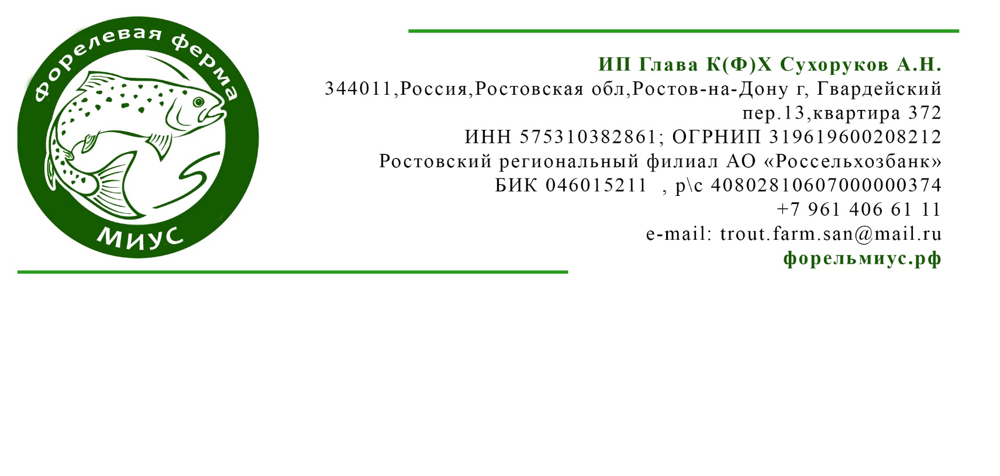 Форелевая ферма
МИУС
ИП Глава К(Ф)Х Сухоруков А.Н.
344011,Россия,Ростовская обл,Ростов-на-Дону г, Гвардейский
пер.13,квартира 372
ИНН 575310382861; ОГРНИП 319619600208212
Ростовский региональный филиал АО «Россельхозбанк»
БИК 046015211  , р\с 40802810607000000374
+7 961 406 61 11
e-mail: trout.farm.san@mail.ru
форельмиус.рф